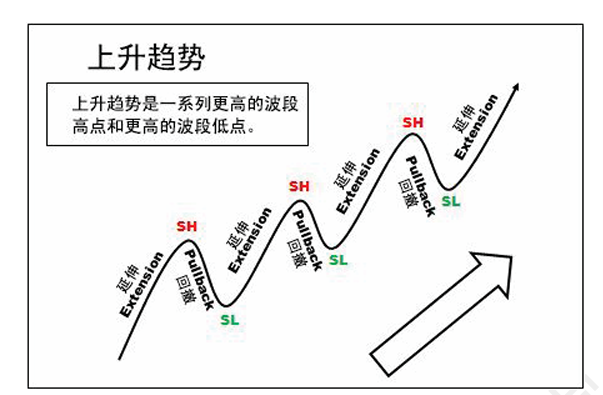 上升趋势
上升趋势是一系列更高的波段
高点和更高的波段低点。
延伸
Extension
SH
Pullback
回撤
SL
延伸
Extension
SH
Pullback
回撤
SL
延伸
Extension
SH
Pullback
回撤
SL
延伸
Extension